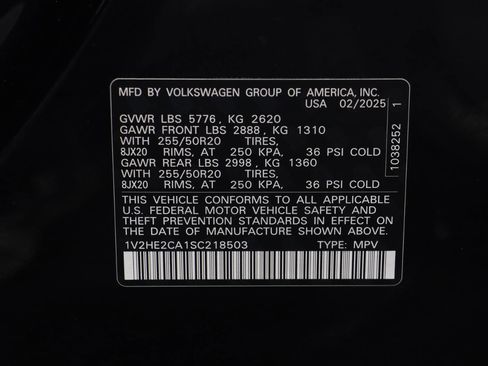 MFD BY VOLKSWAGEN GROUP OF AMERICA, INC.
USA 02/2025
GVWR LBS 5776, KG 2620
GAWR FRONT LBS 2888, KG 1310
WITH 255/50R20 TIRES,
8JX20 RIMS, AT 250 KPA, 36 PSI COLD
GAWR REAR LBS 2998, KG 1360
WITH 255/50R20 TIRES,
8JX20 RIMS, AT 250 KPA, 36 PSI COLD
THIS VEHICLE CONFORMS TO ALL APPLICABLE
U.S. FEDERAL MOTOR VEHICLE SAFETY AND
THEFT PREVENTION STANDARDS IN EFFECT ON
THE DATE OF MANUFACTURE SHOWN ABOVE.
1V2HE2CA1SC218503 TYPE: MPV
1038252 1